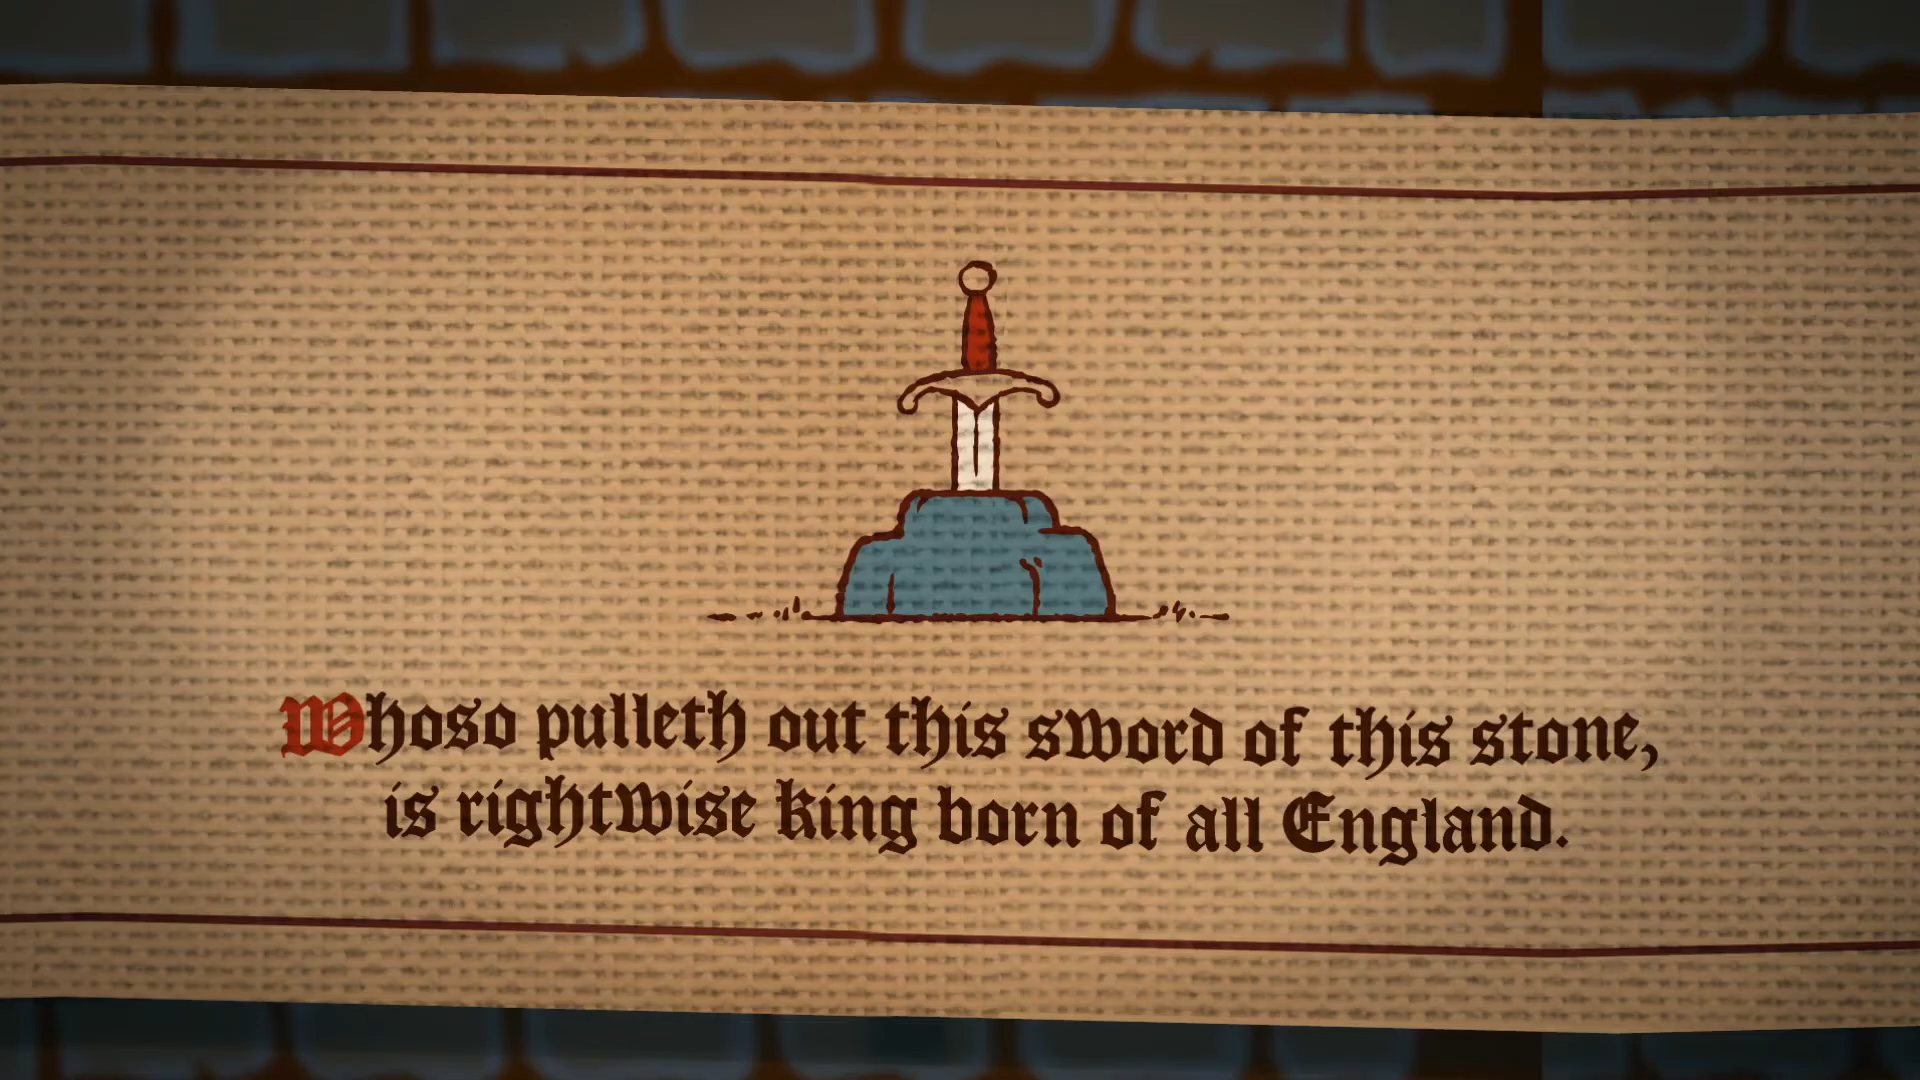 Whoso pulleth out this sword of this stone,
is rightwise king born of all England.